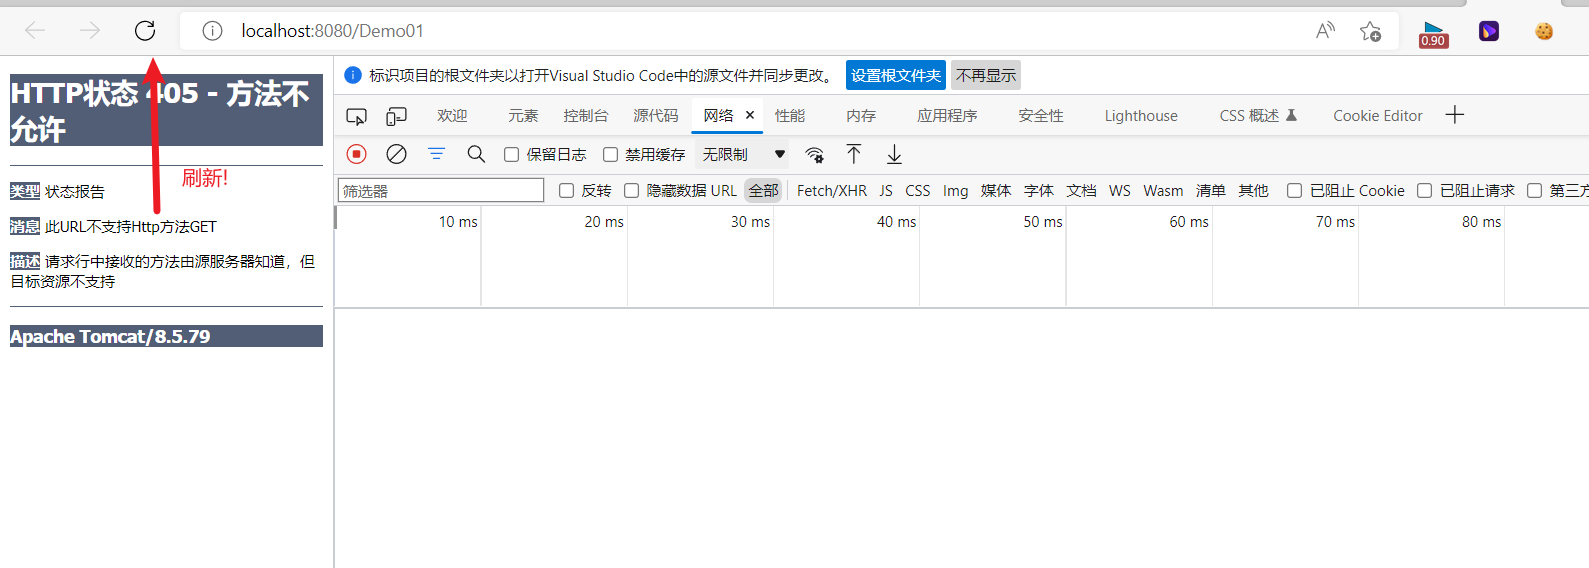 localhost:8080/Demo01
0.90
HTTP状态 405 - 方法不
允许
刷新!
类型 状态报告
消息 此URL不支持Http方法GET
描述 请求行中接收的方法由源服务器知道，但
目标资源不支持
Apache Tomcat/8.5.79
标识项目的根文件夹以打开Visual Studio Code中的源文件并同步更改。 设置根文件夹 不再显示
欢迎 元素 控制台 源代码 网络 × 性能 内存 应用程序 安全性 Lighthouse CSS 概述 Cookie Editor
保留日志 禁用缓存 无限制
筛选器 反转 隐藏数据 URL 全部 Fetch/XHR JS CSS Img 媒体 字体 文档 WS Wasm 清单 其他 已阻止 Cookie 已阻止请求 第三方
10 ms 20 ms 30 ms 40 ms 50 ms 60 ms 70 ms 80 ms